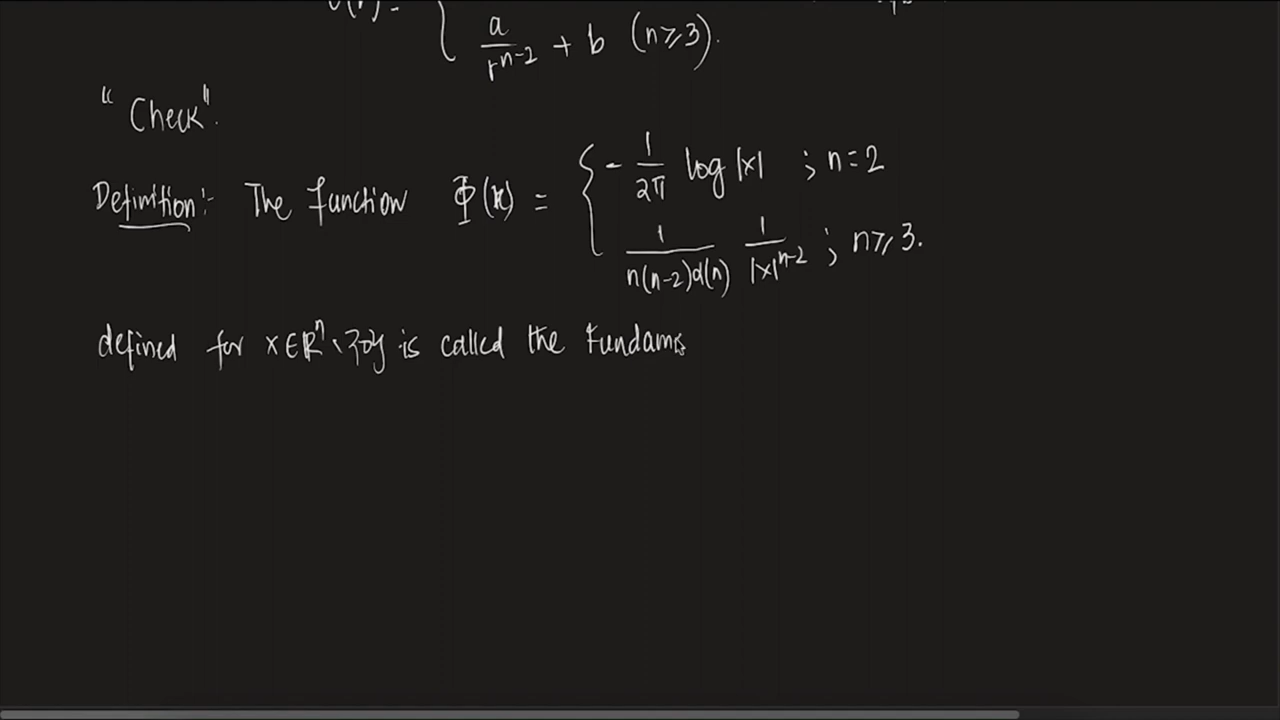 v(r) = { a/r^{n-2} + b (n≥3).
"Check".
Definition:- The function Φ(x) = { - 1/2π log |x| ; n=2
1/n(n-2)α(n) 1/|x|^{n-2} ; n≥3.
defined for x∈ℝⁿ∖{0} is called the Fundam